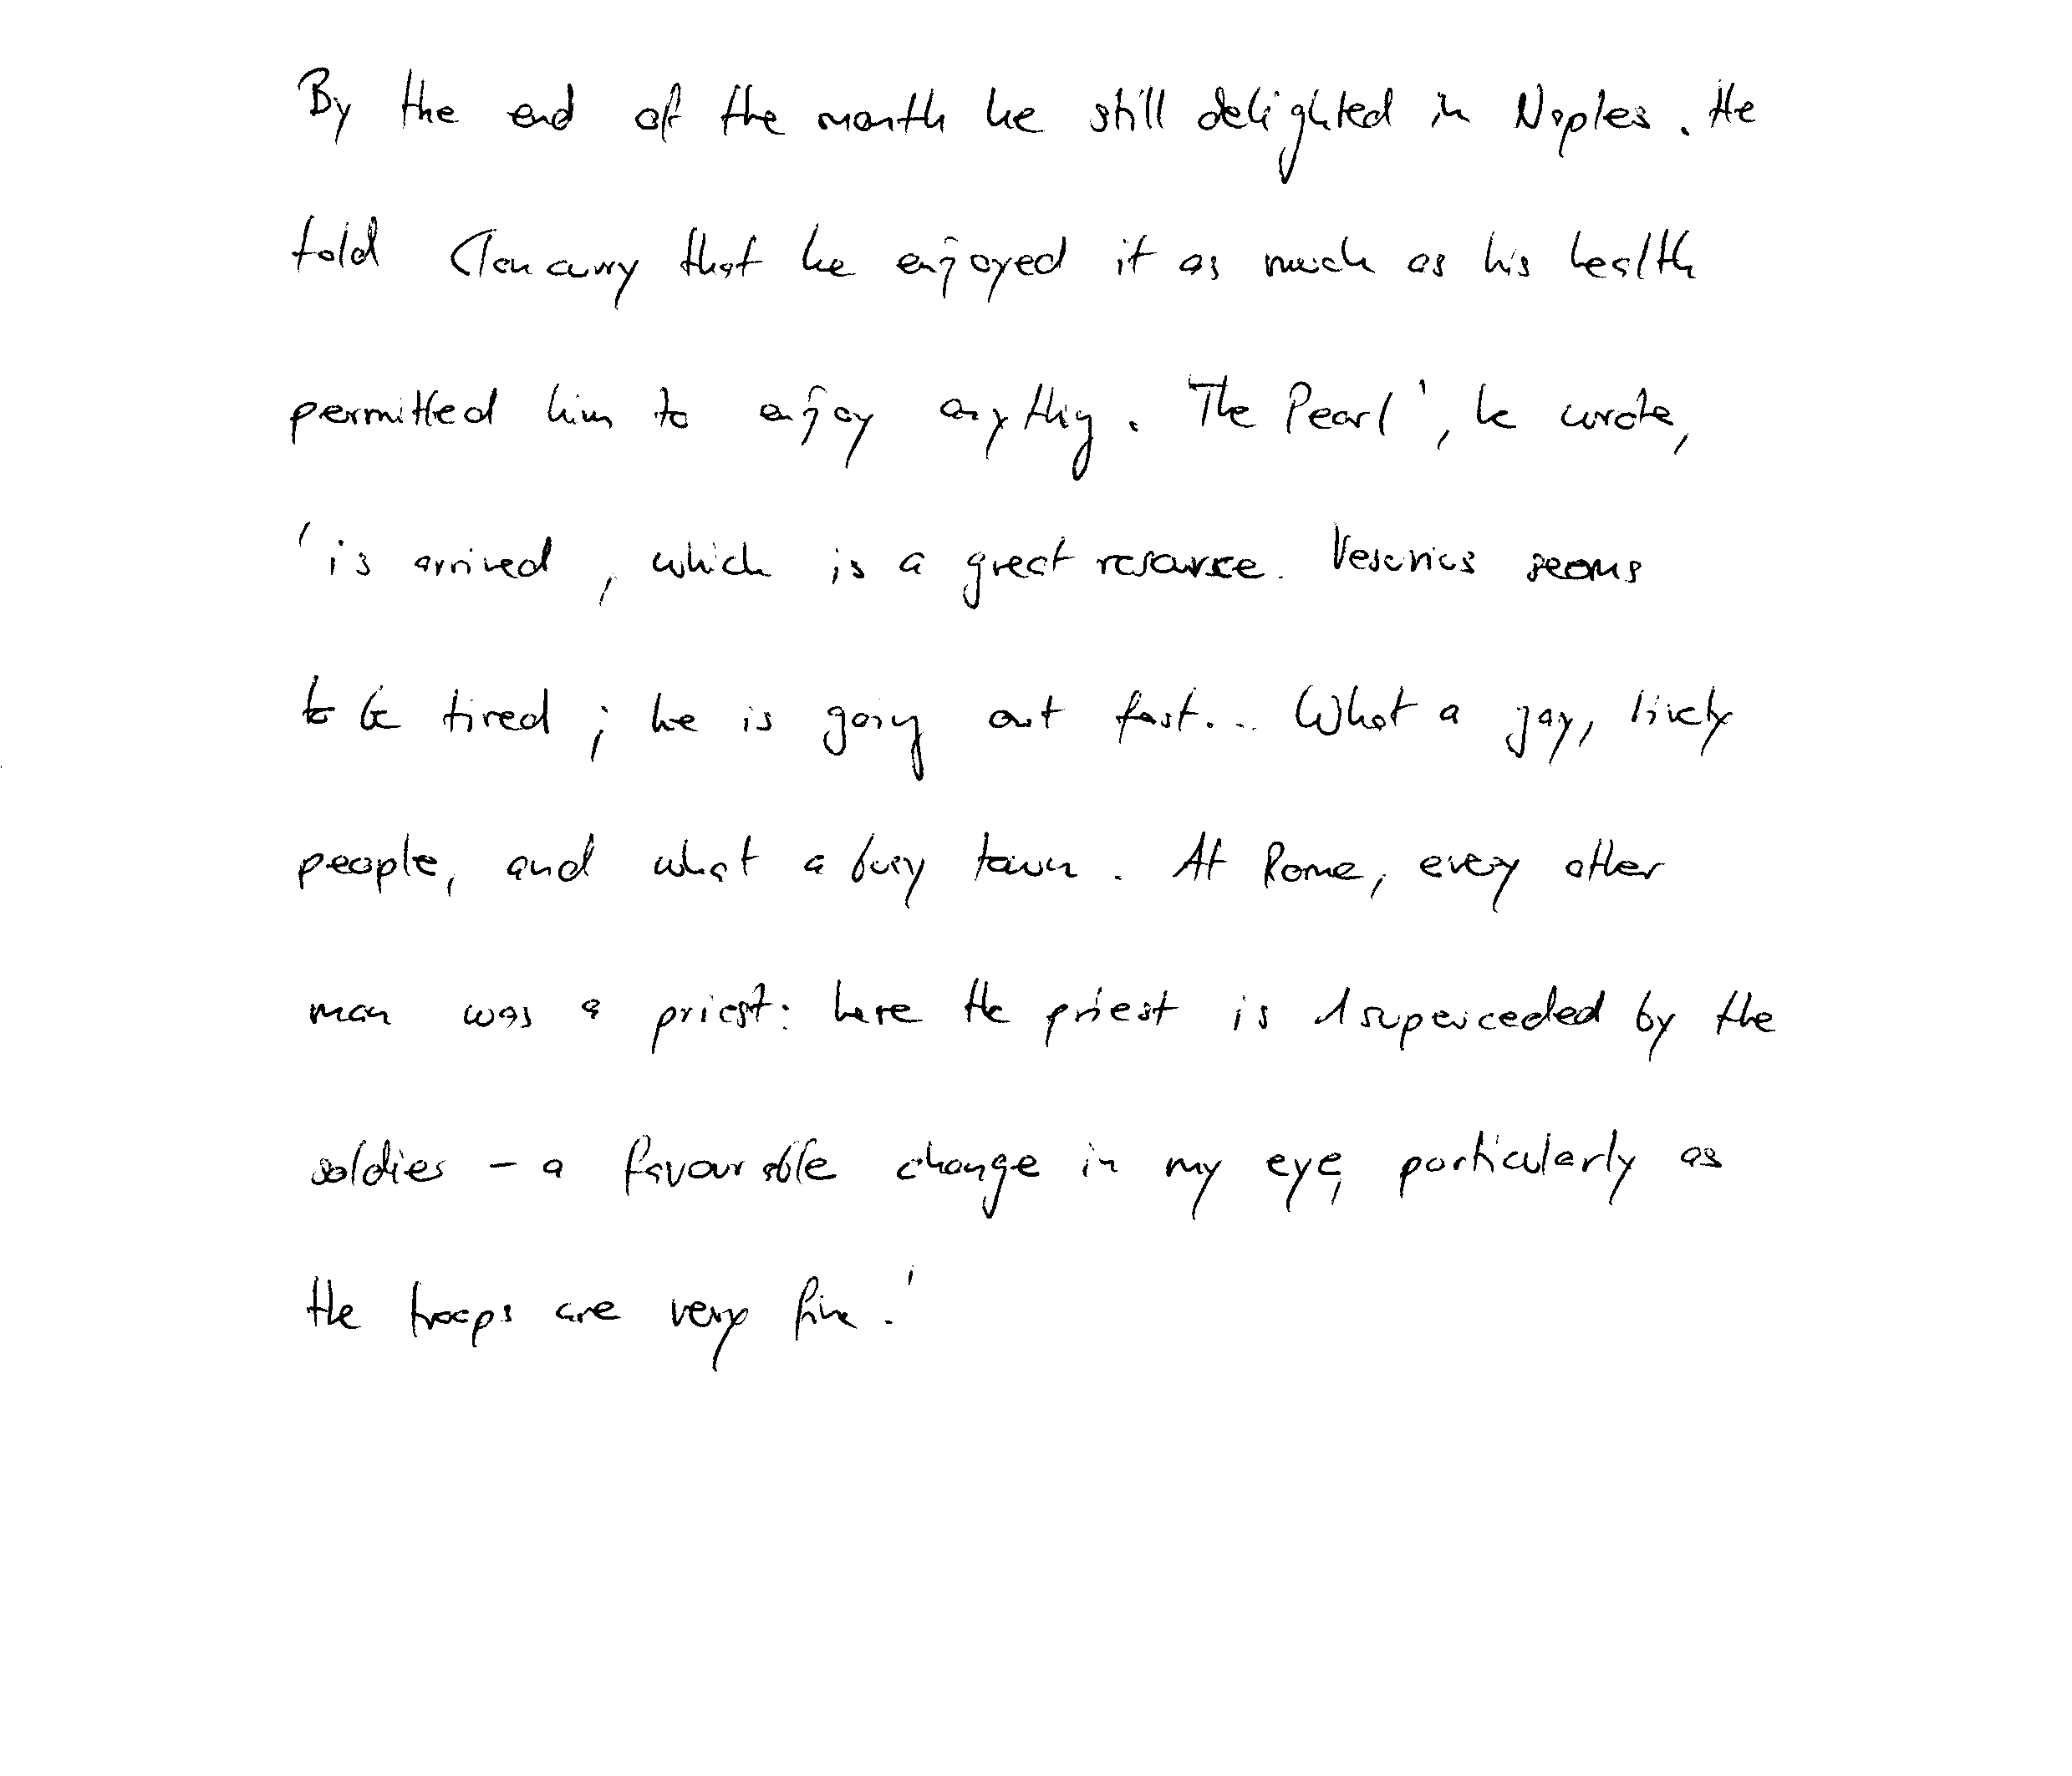 By the end of the month he still delighted in Naples. He
told Clancurry that he enjoyed it as much as his health
permitted him to enjoy anything. 'The Pearl', he wrote,
'is arrived, which is a great resource. Vesuvius seems
to be tired; he is going out fast... What a gay, lively
people, and what a busy town. At Rome, every other
man was a priest: here the priest is superceded by the
soldier - a favourable change in my eye, particularly as
the troops are very fine.'